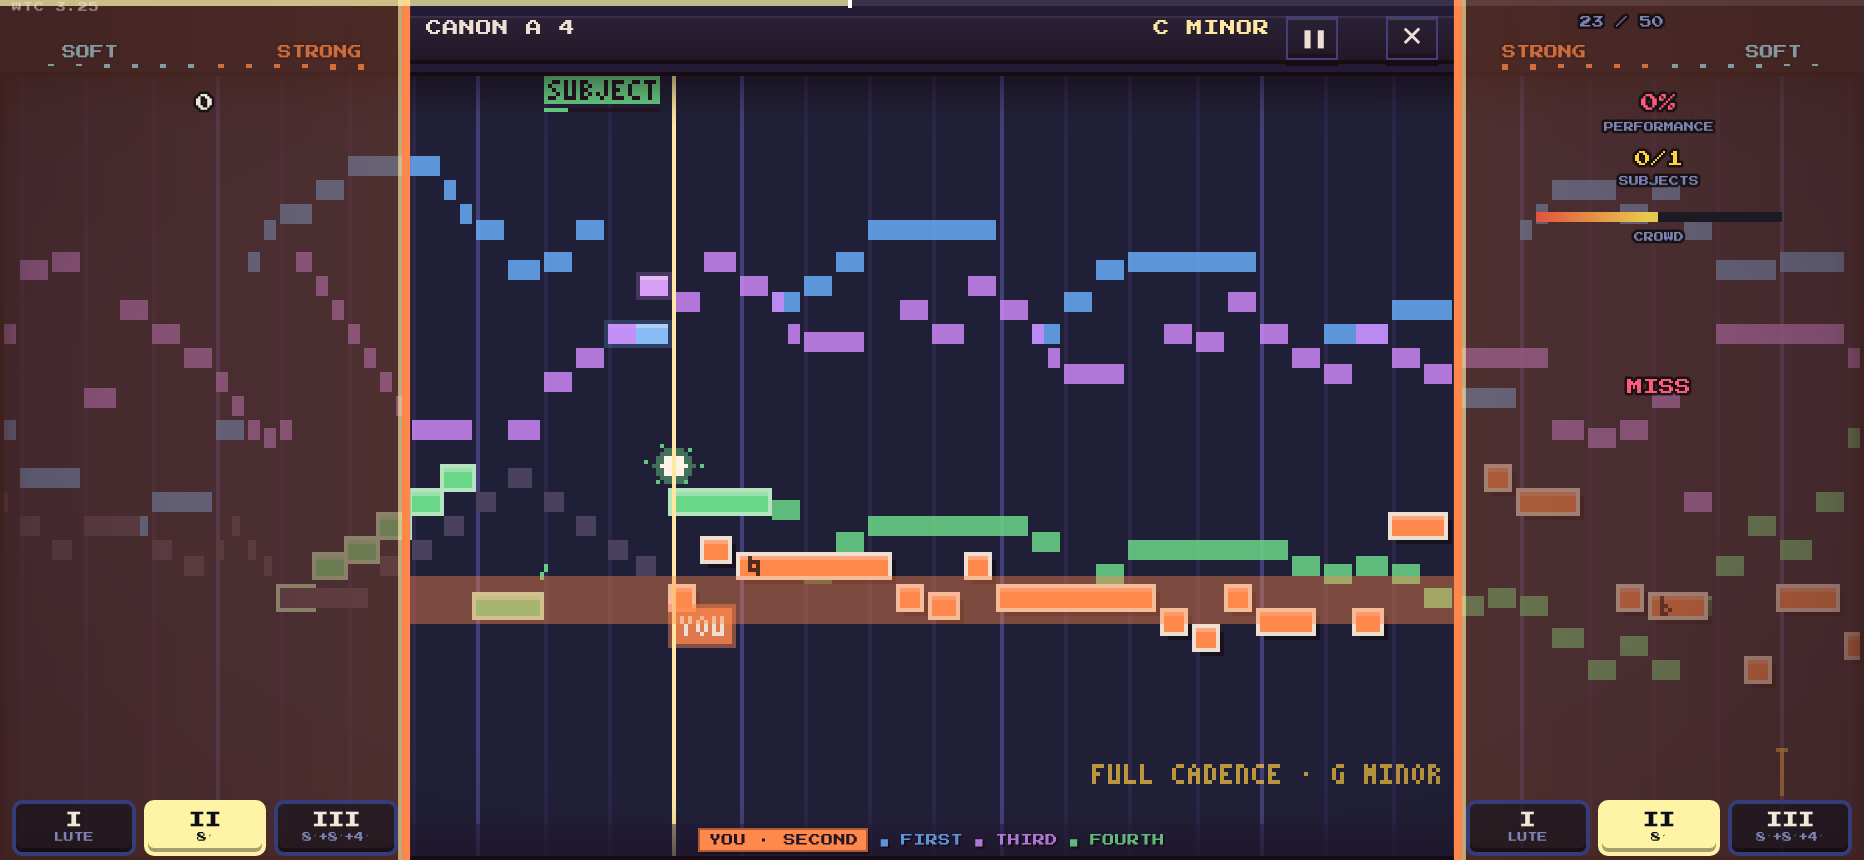 WTC 3.25
CANON A 4
C MINOR
23 / 50
SOFT
STRONG
STRONG
SOFT
SUBJECT
0
0%
PERFORMANCE
0/1
SUBJECTS
CROWD
MISS
♮
YOU
♭
FULL CADENCE · G MINOR
I
LUTE
II
8'
III
8'+8'+4'
YOU · SECOND
FIRST
THIRD
FOURTH
I
LUTE
II
8'
III
8'+8'+4'